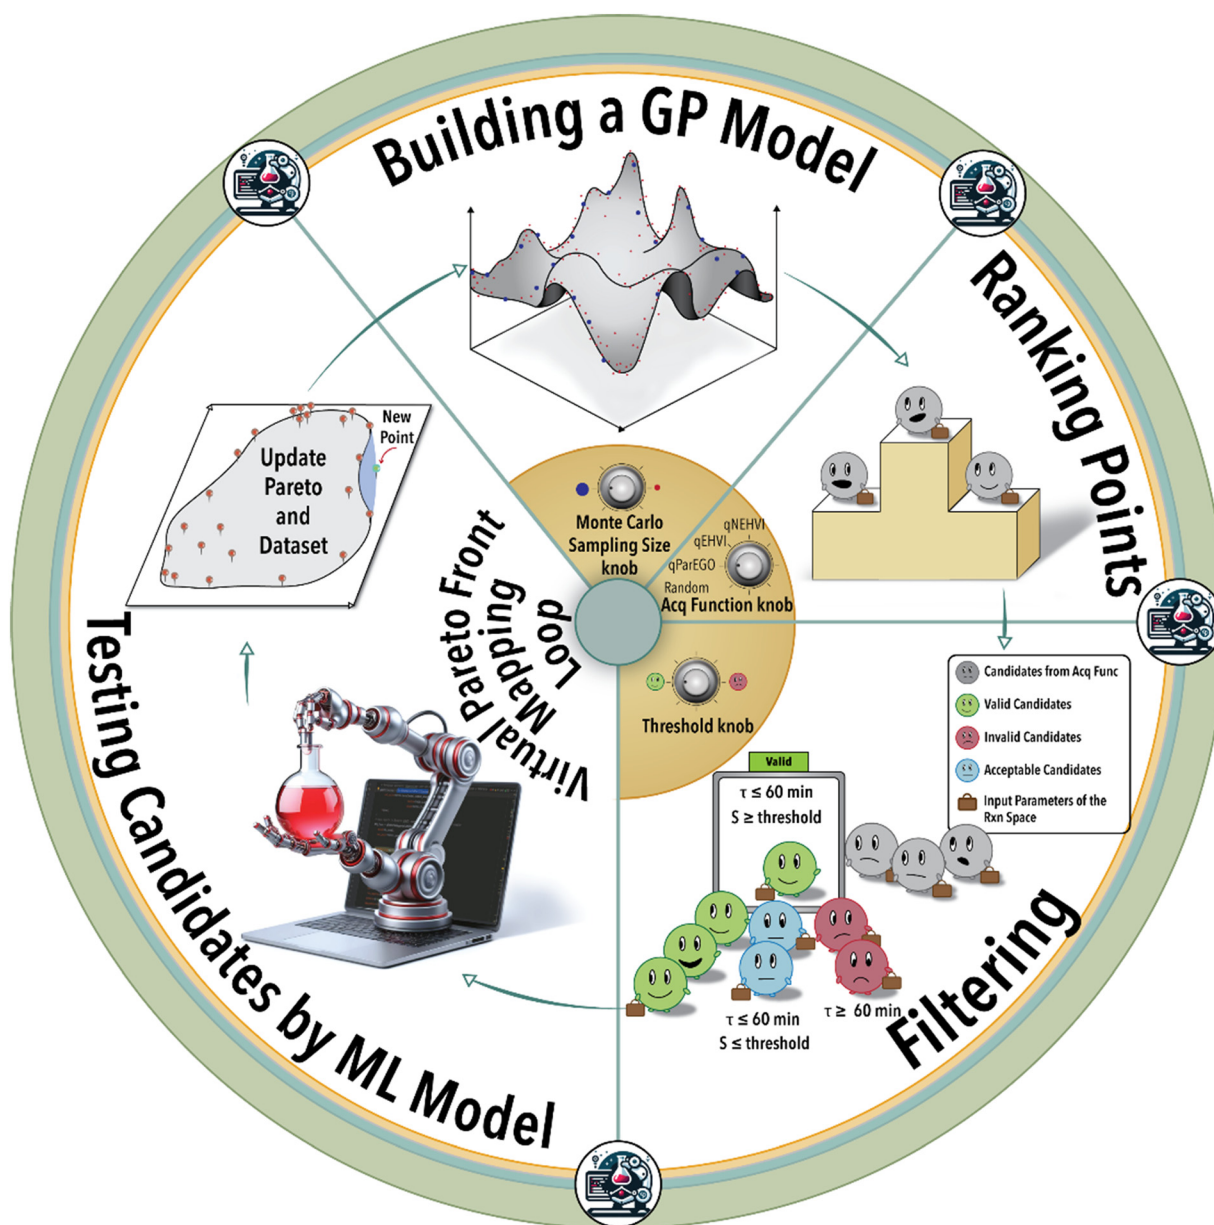 Building a GP Model
Ranking Points
New
Point
Update
Pareto
and
Dataset
Monte Carlo
Sampling Size
knob
qNEHVI
qEHVI
qParEGO
Random
Acq Function knob
Virtual Pareto Front
Mapping
Loop
Threshold knob
Candidates from Acq Func
Valid Candidates
Invalid Candidates
Acceptable Candidates
Input Parameters of the
Rxn Space
Valid
τ ≤ 60 min
S ≥ threshold
τ ≤ 60 min
S ≤ threshold
τ ≥ 60 min
Filtering
Testing Candidates by ML Model